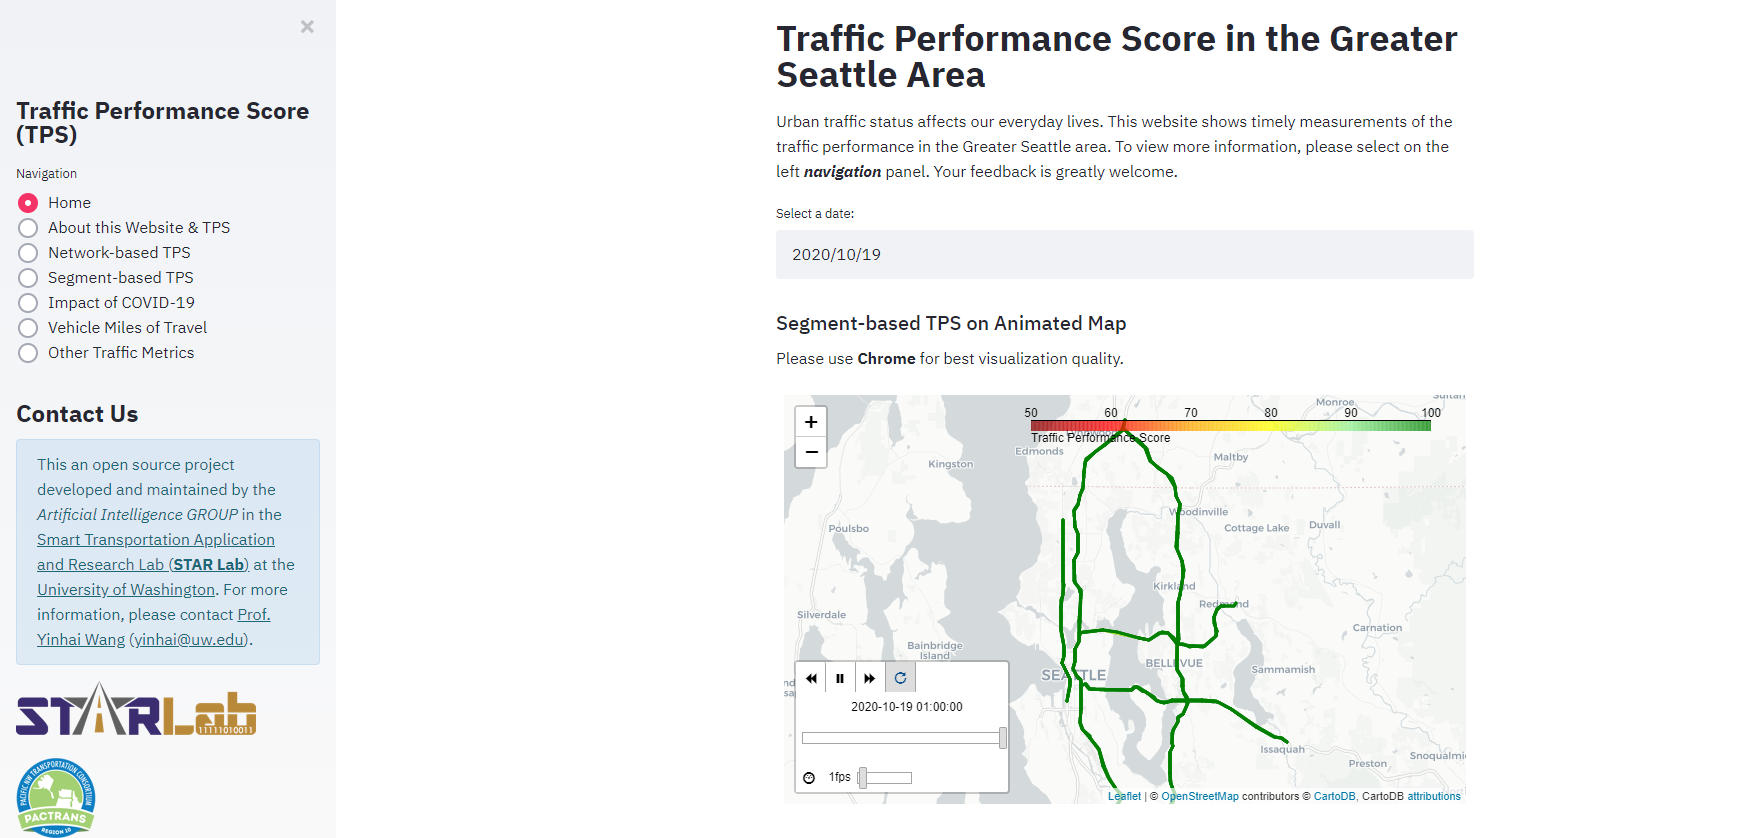 ×
Traffic Performance Score
(TPS)
Navigation
Home
About this Website & TPS
Network-based TPS
Segment-based TPS
Impact of COVID-19
Vehicle Miles of Travel
Other Traffic Metrics
Contact Us
This an open source project
developed and maintained by the
Artificial Intelligence GROUP in the
Smart Transportation Application
and Research Lab (STAR Lab) at the
University of Washington. For more
information, please contact Prof.
Yinhai Wang (yinhai@uw.edu).
STARLab
11111010011
PACIFIC NW TRANSPORTATION CONSORTIUM
PACTRANS
REGION 10
Traffic Performance Score in the Greater
Seattle Area
Urban traffic status affects our everyday lives. This website shows timely measurements of the
traffic performance in the Greater Seattle area. To view more information, please select on the
left navigation panel. Your feedback is greatly welcome.
Select a date:
2020/10/19
Segment-based TPS on Animated Map
Please use Chrome for best visualization quality.
+
−
50 60 70 80 90 100
Traffic Performance Score
Monroe
Edmonds
Maltby
Kingston
Woodinville
Cottage Lake
Duvall
Poulsbo
Kirkland
Redmond
Silverdale
Carnation
Bainbridge
Island
BELLEVUE
Sammamish
SEATTLE
2020-10-19 01:00:00
1fps
Issaquah
Preston
Snoqualmi
Leaflet | © OpenStreetMap contributors © CartoDB, CartoDB attributions